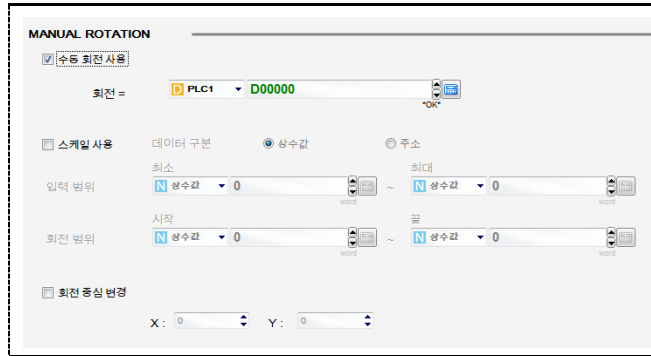 MANUAL ROTATION
수동 회전 사용
회전 = D PLC1 D00000
*OK*
스케일 사용 데이터 구분 상수값 주소
최소 최대
입력 범위 N 상수값 0 ~ N 상수값 0
word word
시작 끝
회전 범위 N 상수값 0 ~ N 상수값 0
word word
회전 중심 변경
X : 0 Y : 0